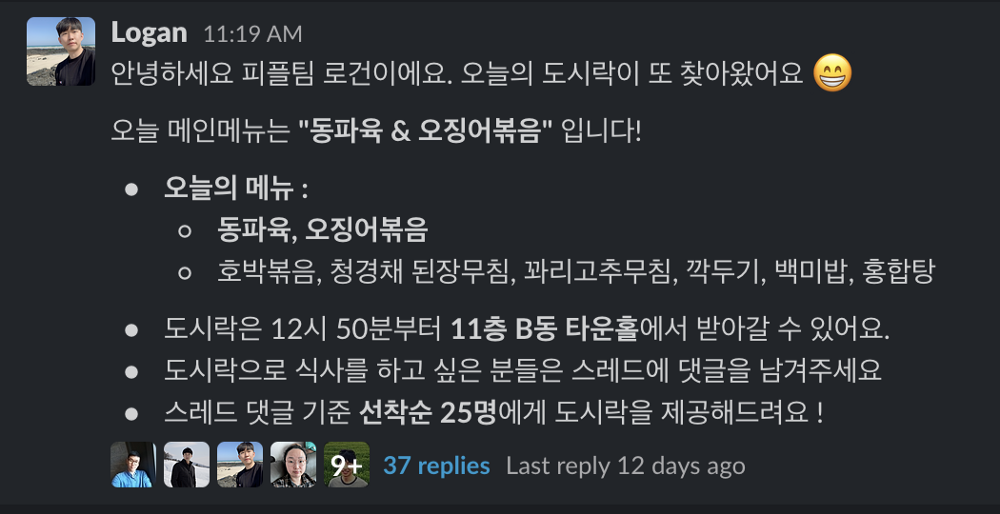 Logan 11:19 AM
안녕하세요 피플팀 로건이에요. 오늘의 도시락이 또 찾아왔어요 😁
오늘 메인메뉴는 "동파육 & 오징어볶음" 입니다!
오늘의 메뉴 :
동파육, 오징어볶음
호박볶음, 청경채 된장무침, 꽈리고추무침, 깍두기, 백미밥, 홍합탕
도시락은 12시 50분부터 11층 B동 타운홀에서 받아갈 수 있어요.
도시락으로 식사를 하고 싶은 분들은 스레드에 댓글을 남겨주세요
스레드 댓글 기준 선착순 25명에게 도시락을 제공해드려요 !
9+ 37 replies Last reply 12 days ago